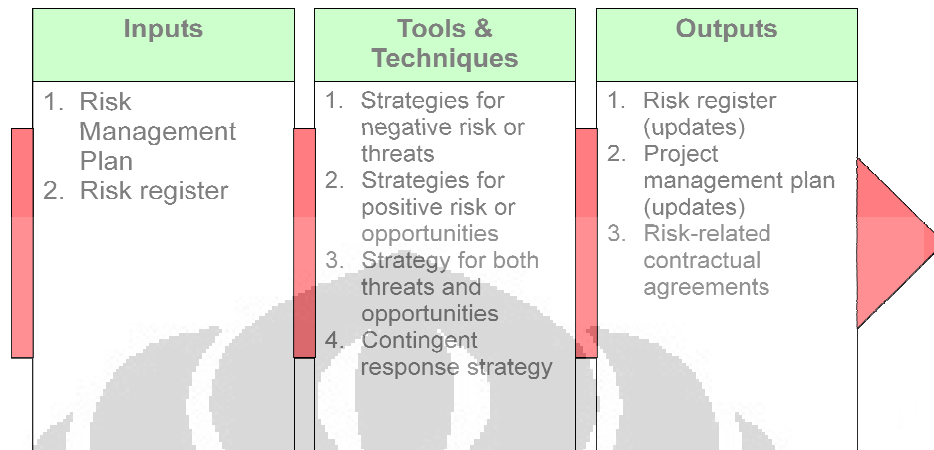 Inputs
1. Risk
Management
Plan
2. Risk register
Tools &
Techniques
1. Strategies for
negative risk or
threats
2. Strategies for
positive risk or
opportunities
3. Strategy for both
threats and
opportunities
4. Contingent
response strategy
Outputs
1. Risk register
(updates)
2. Project
management plan
(updates)
3. Risk-related
contractual
agreements